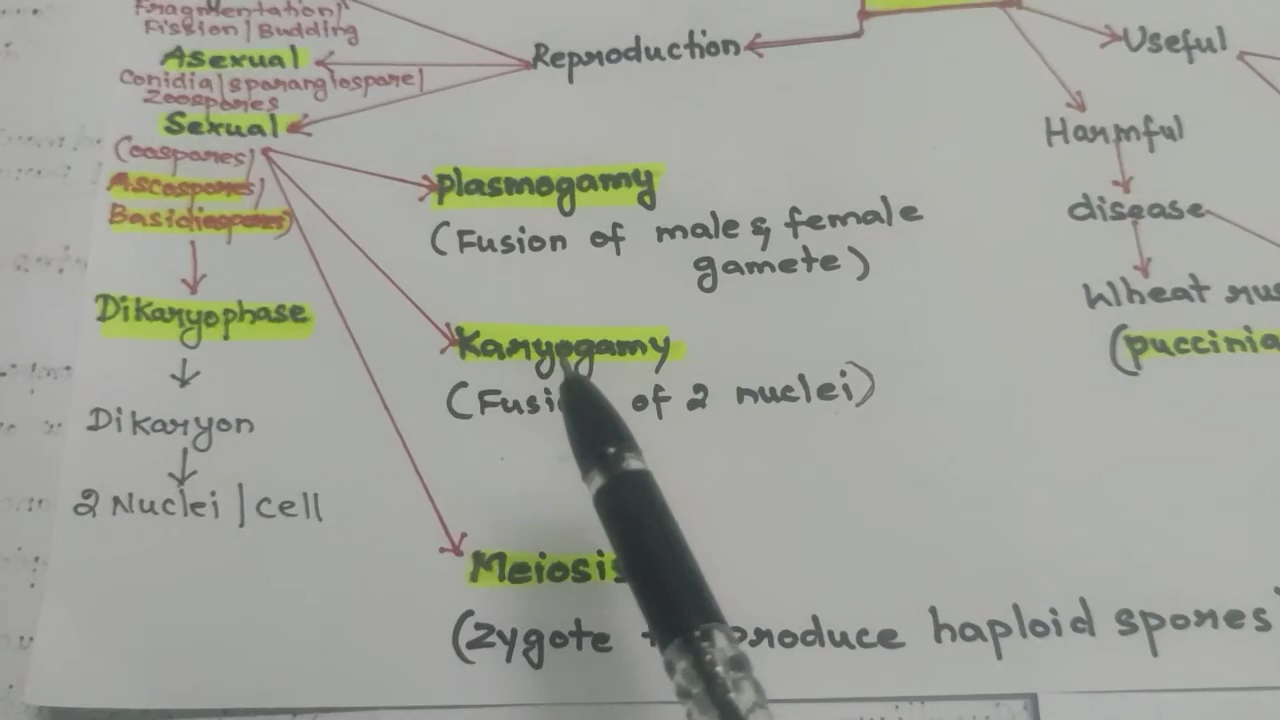 Fragmentation/
Fission/Budding
Asexual
Conidia/sporangiospore/
Zoospores
Sexual
(oospores/
Ascospores/
Basidiospores)
Dikaryophase
Dikaryon
2 Nuclei/cell
Reproduction
Plasmogamy
(Fusion of male & female
gamete)
Karyogamy
of 2 nuclei)
Meiosis
(Zygote
haploid spores
Useful
Harmful
disease
Wheat
(puccinia